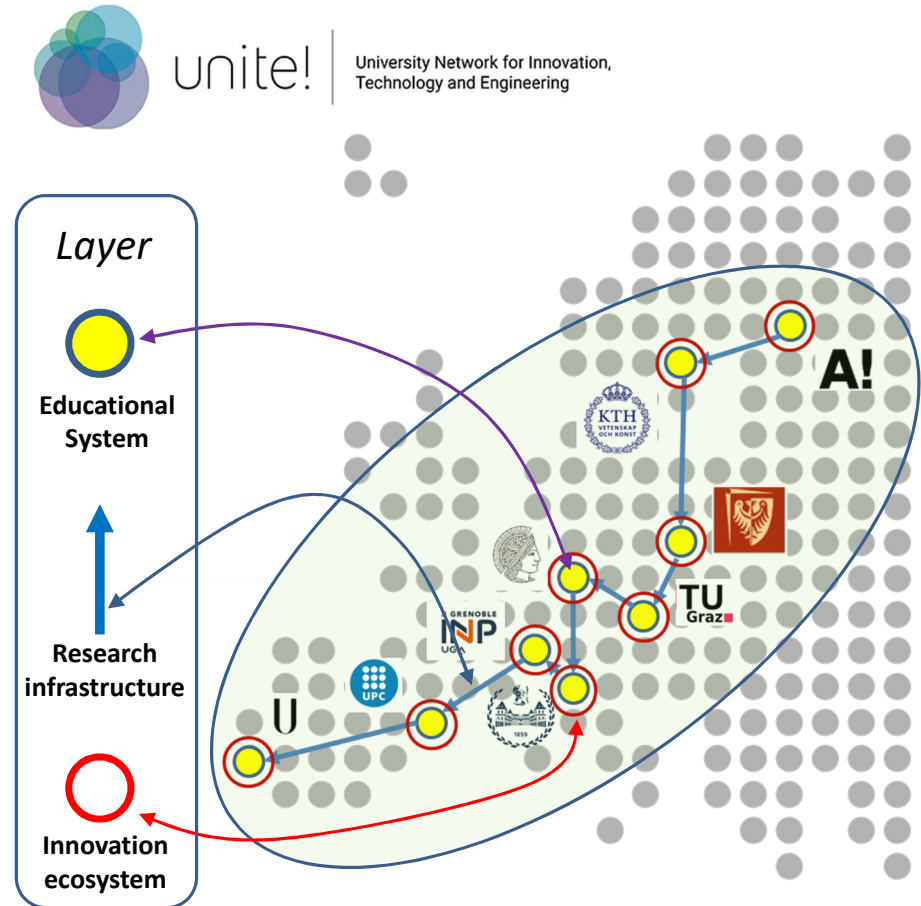 unite!
University Network for Innovation,
Technology and Engineering
Layer
Educational
System
Research
infrastructure
Innovation
ecosystem
A!
KTH
VETENSKAP
OCH KONST
TU
Graz
GRENOBLE
INP
UGA
UPC
U
1859